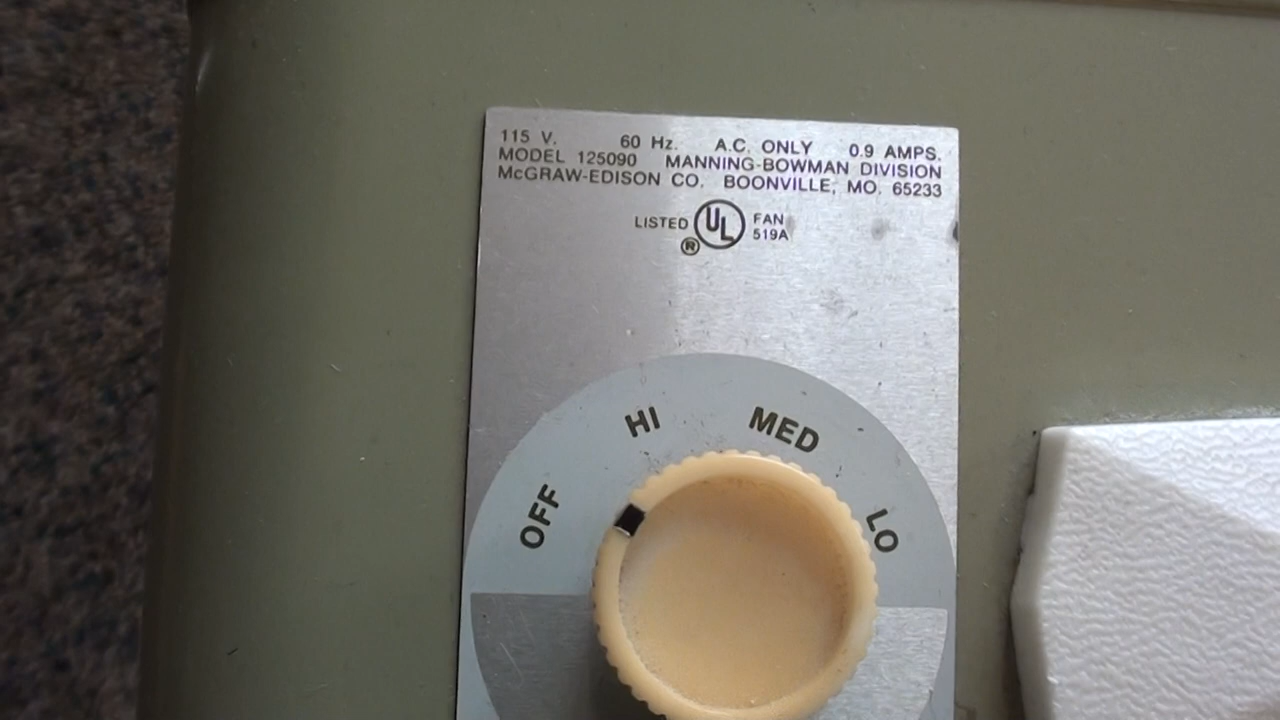 115 V. 60 Hz. A.C. ONLY 0.9 AMPS.
MODEL 125090 MANNING-BOWMAN DIVISION
McGRAW-EDISON CO. BOONVILLE, MO. 65233
LISTED UL FAN
® 519A
HI MED
OFF LO